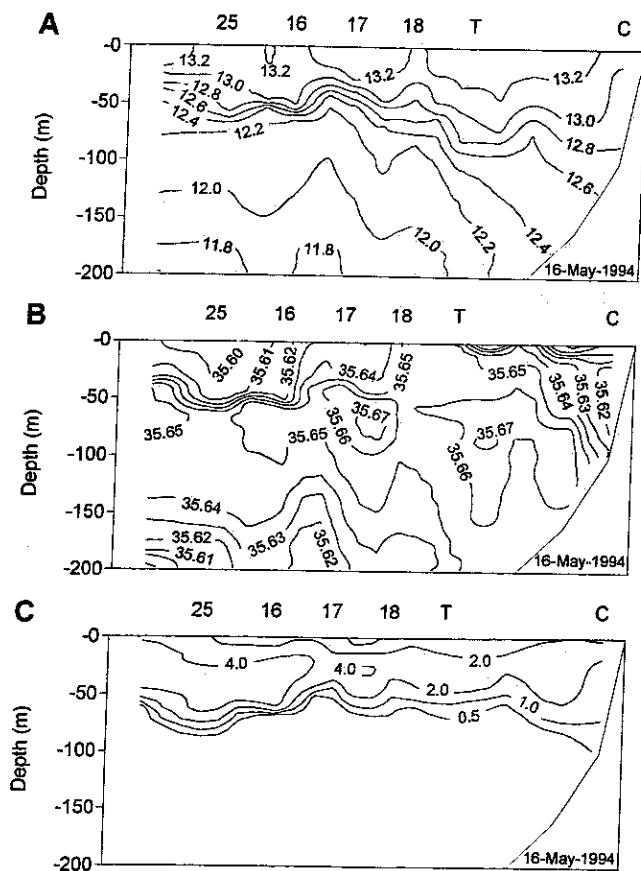 A
25 16 17 18 T C
-0
-50
-100
-150
-200
Depth (m)
13.2 13.2 13.2 13.2
13.0 13.0
12.8 12.8
12.6 12.6
12.4 12.2 12.4
12.0 12.0 12.2
11.8 11.8
16-May-1994
B
25 16 17 18 T C
-0
-50
-100
-150
-200
Depth (m)
35.60 35.61 35.62 35.64 35.65 35.65
35.64 35.63 35.62
35.65 35.65 35.66 35.67 35.66 35.67
35.64 35.63 35.62
35.62
35.61
16-May-1994
C
25 16 17 18 T C
-0
-50
-100
-150
-200
Depth (m)
4.0 4.0 2.0
2.0 1.0
0.5
16-May-1994